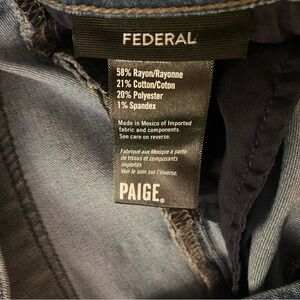 FEDERAL
58% Rayon/Rayonne
21% Cotton/Coton
20% Polyester
1% Spandex
Made in Mexico of Imported
fabric and components.
See care on reverse.
Fabriqué aux Mexique à partir
de tissus et composants
importés
Voir le soin sur l'inverse.
PAIGE®